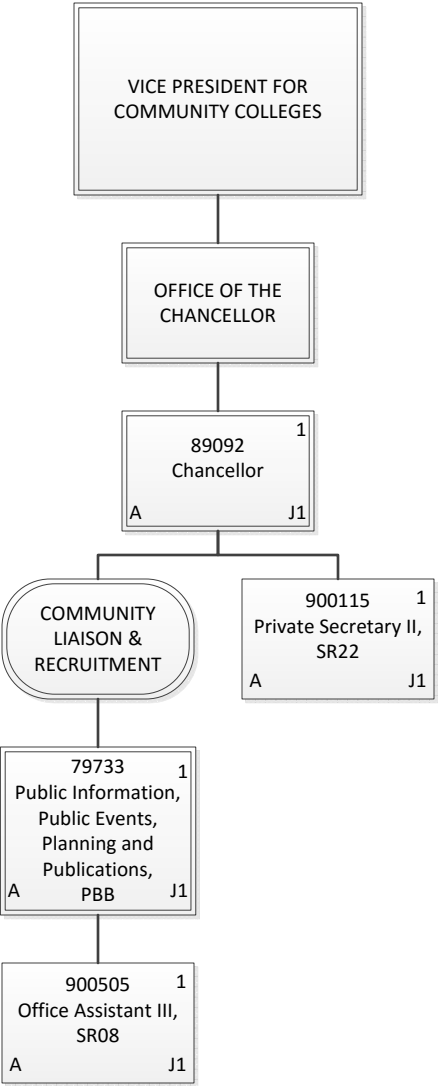 VICE PRESIDENT FOR
COMMUNITY COLLEGES
OFFICE OF THE
CHANCELLOR
1
89092
Chancellor
A J1
COMMUNITY
LIAISON &
RECRUITMENT
900115 1
Private Secretary II,
SR22
A J1
79733 1
Public Information,
Public Events,
Planning and
Publications,
PBB
A J1
900505 1
Office Assistant III,
SR08
A J1